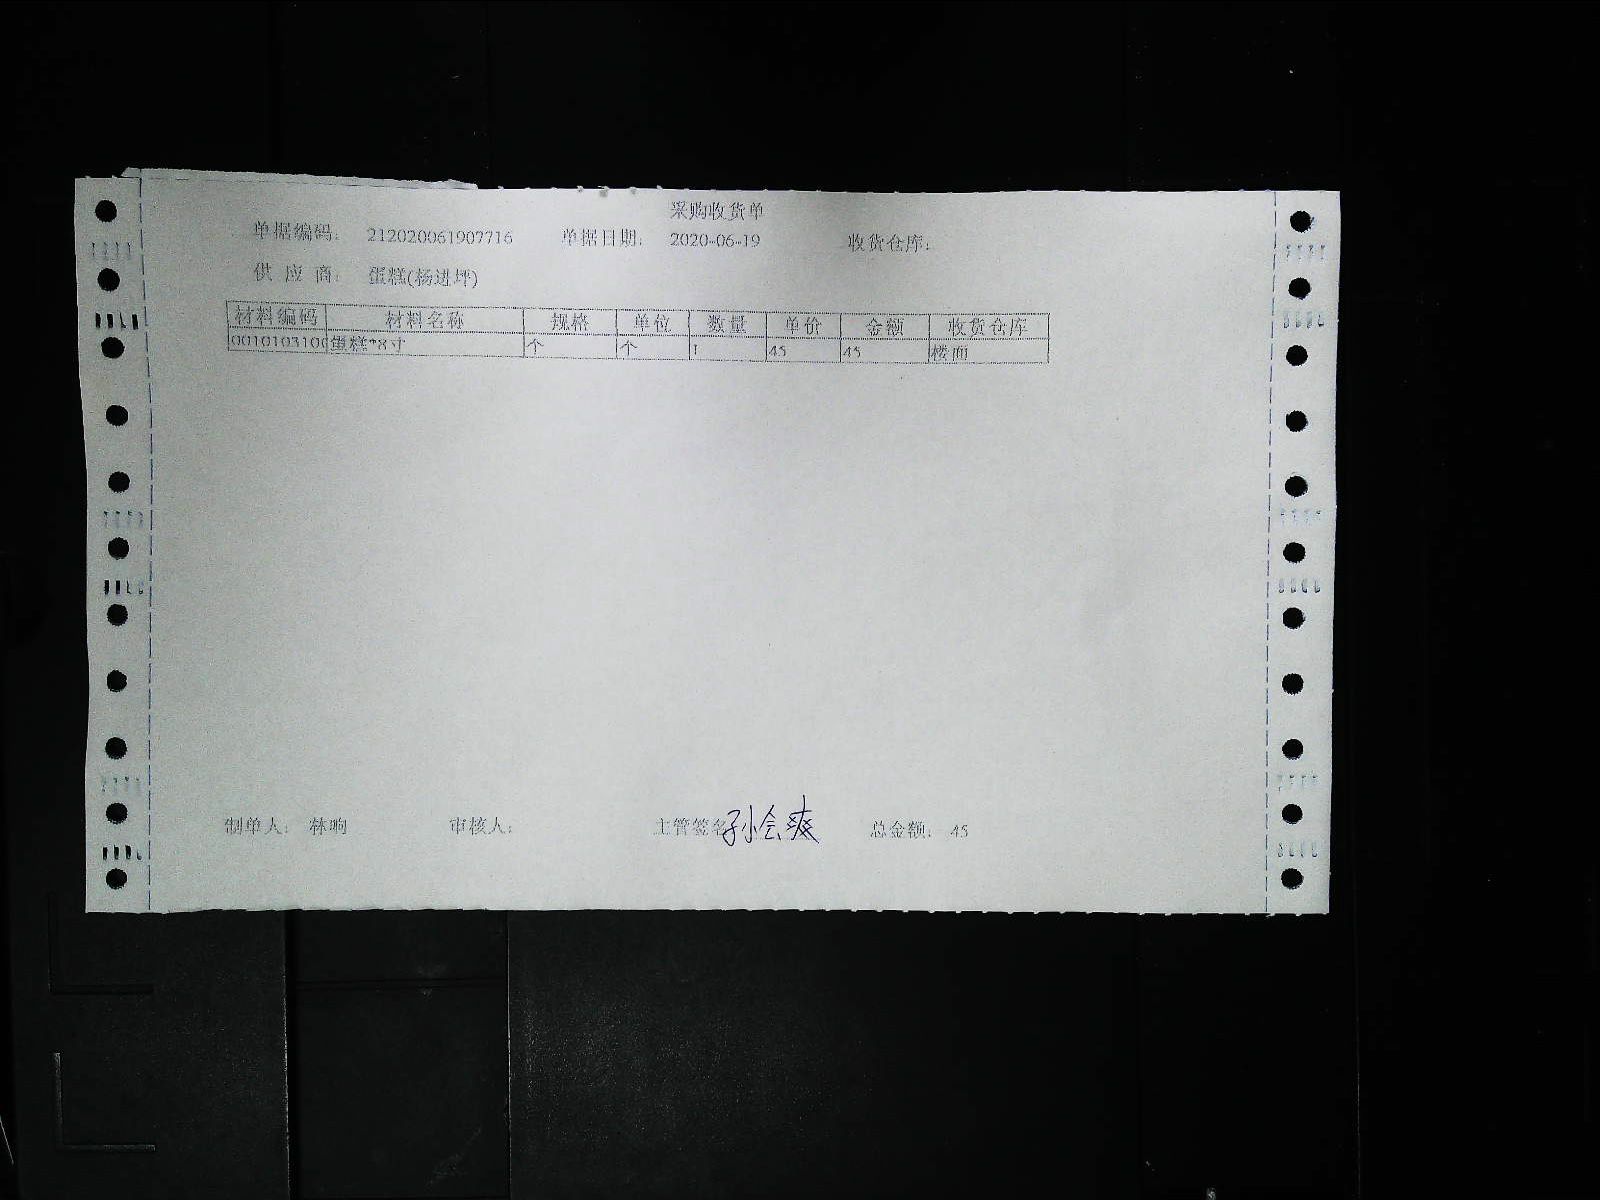 采购收货单
单据编码: 212020061907716 单据日期: 2020-06-19 收货仓库:
供应商: 蛋糕(杨进坪)
材料编码 材料名称 规格 单位 数量 单价 金额 收货仓库
0010103100 蛋糕*8寸 个 个 1 45 45 楼面
制单人: 林昫 审核人: 主管签名 孙会爽 总金额: 45